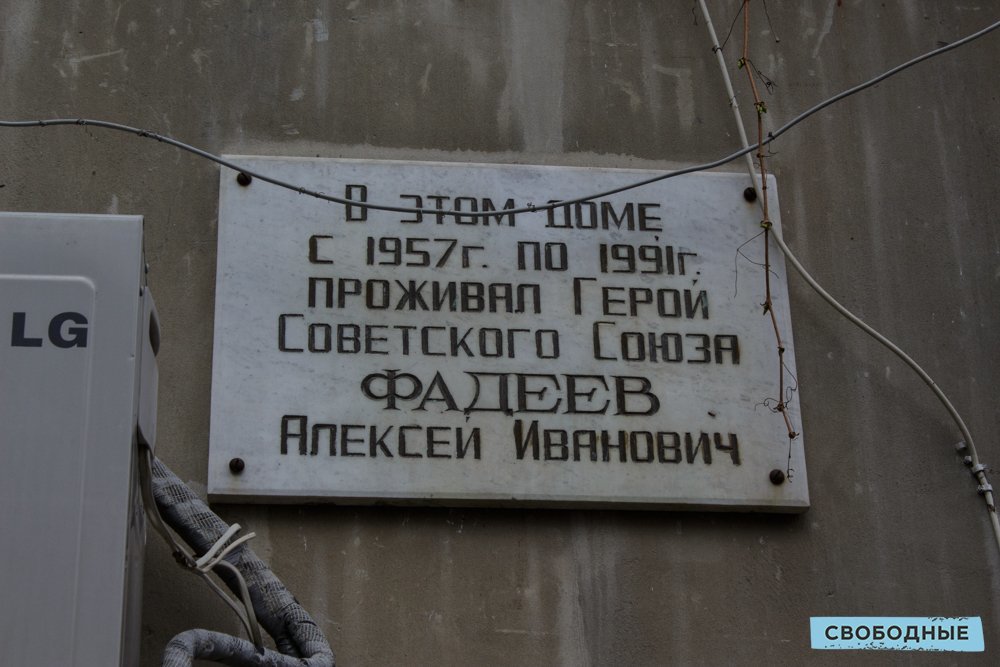 В этом доме
с 1957г. по 1991г.
проживал Герой
Советского Союза
ФАДЕЕВ
Алексей Иванович
LG
СВОБОДНЫЕ